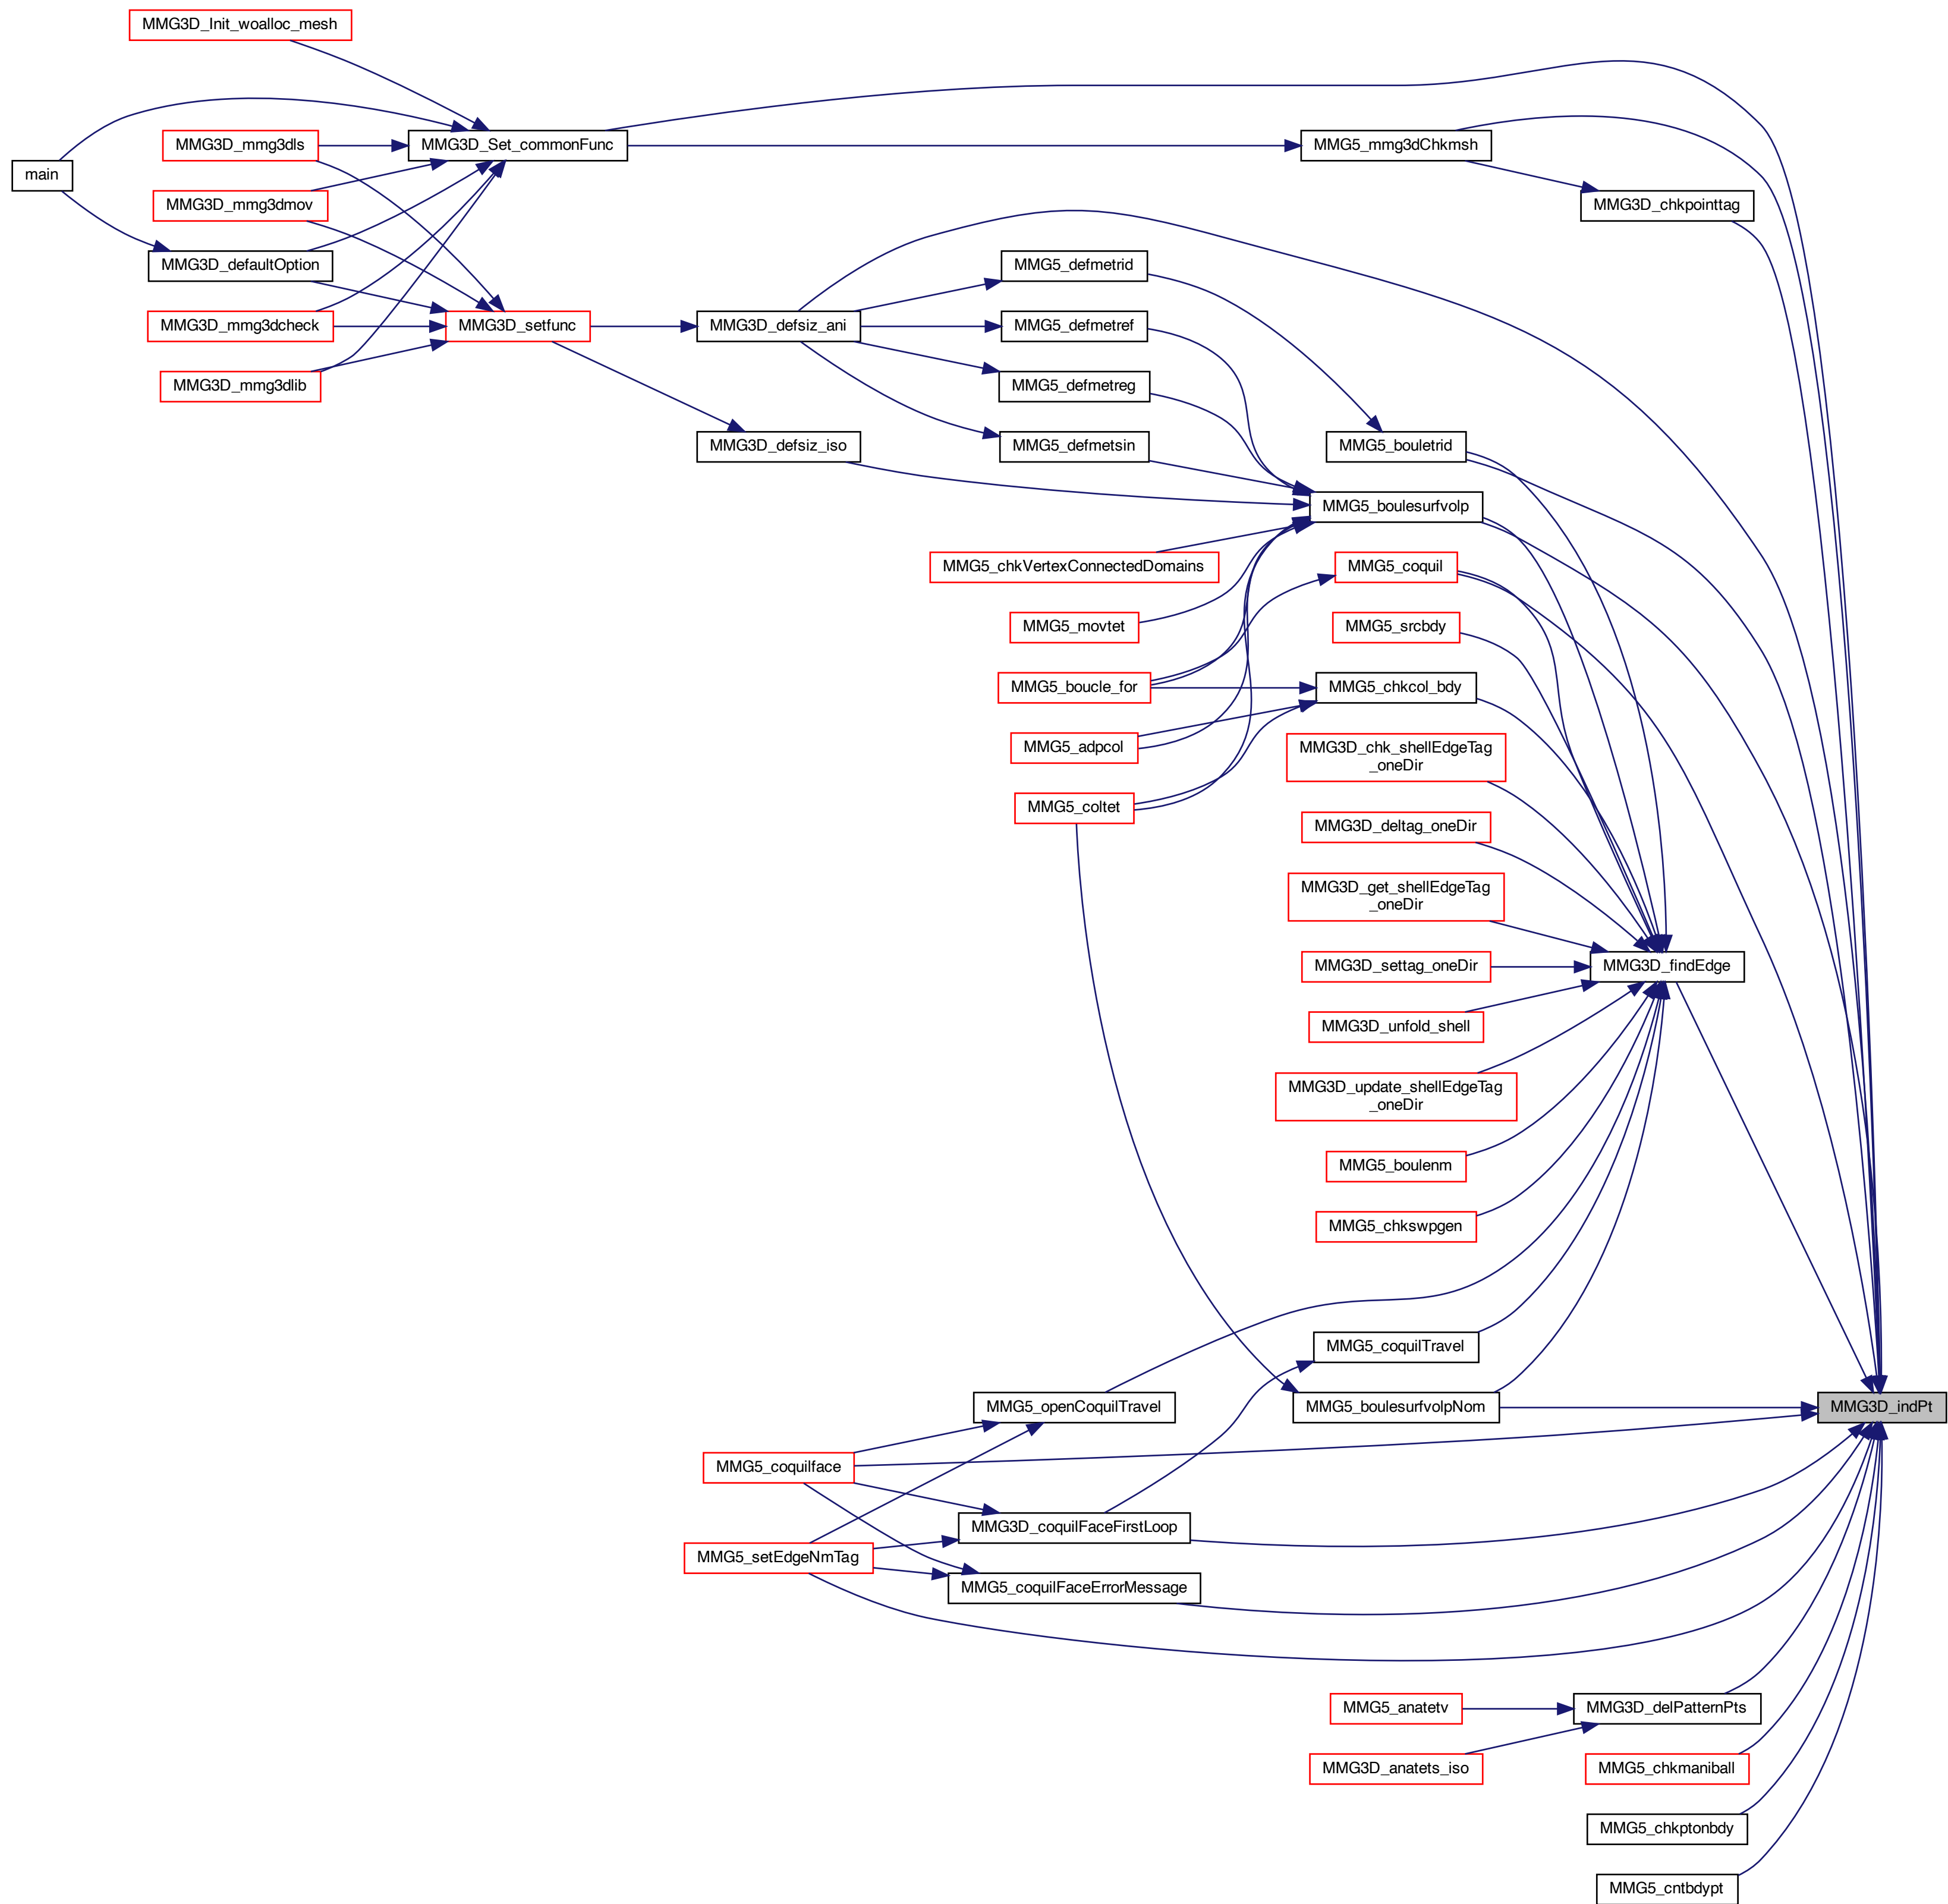 MMG3D_Init_woalloc_mesh
MMG3D_Set_commonFunc
MMG5_mmg3dChkmsh
MMG3D_mmg3dls
main
MMG3D_mmg3dmov
MMG3D_chkpointtag
MMG3D_defaultOption
MMG5_defmetrid
MMG3D_mmg3dcheck
MMG3D_setfunc
MMG3D_defsiz_ani
MMG5_defmetref
MMG3D_mmg3dlib
MMG5_defmetreg
MMG3D_defsiz_iso
MMG5_defmetsin
MMG5_bouletrid
MMG5_boulesurfvolp
MMG5_chkVertexConnectedDomains
MMG5_coquil
MMG5_movtet
MMG5_srcbdy
MMG5_boucle_for
MMG5_chkcol_bdy
MMG5_adpcol
MMG3D_chk_shellEdgeTag
_oneDir
MMG5_coltet
MMG3D_deltag_oneDir
MMG3D_get_shellEdgeTag
_oneDir
MMG3D_settag_oneDir
MMG3D_findEdge
MMG3D_unfold_shell
MMG3D_update_shellEdgeTag
_oneDir
MMG5_boulenm
MMG5_chkswpgen
MMG5_coquilTravel
MMG5_openCoquilTravel
MMG5_boulesurfvolpNom
MMG3D_indPt
MMG5_coquilface
MMG3D_coquilFaceFirstLoop
MMG5_setEdgeNmTag
MMG5_coquilFaceErrorMessage
MMG5_anatetv
MMG3D_delPatternPts
MMG3D_anatets_iso
MMG5_chkmaniball
MMG5_chkptonbdy
MMG5_cntbdypt